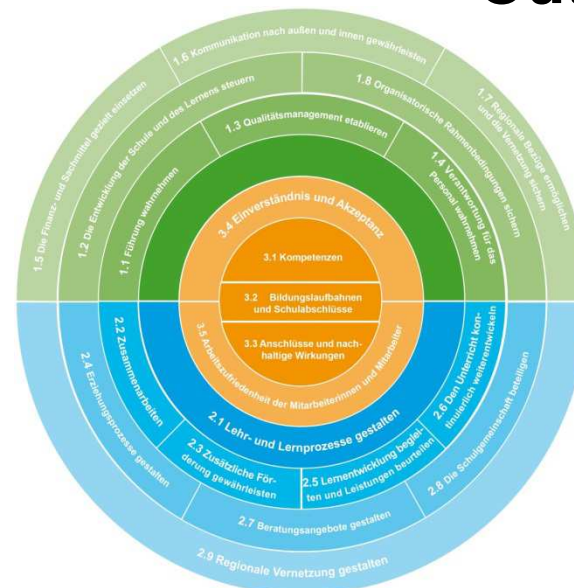 1.6 Kommunikation nach außen und innen gewährleisten
1.5 Die Finanz- und Sachmittel gezielt einsetzen
1.7 Regionale Bezüge ermöglichen
und die Vernetzung sichern
1.2 Die Entwicklung der Schule und des Lernens steuern
1.8 Organisatorische Rahmenbedingungen sichern
1.1 Führung wahrnehmen
1.3 Qualitätsmanagement etablieren
1.4 Verantwortung für das
Personal wahrnehmen
3.4 Einverständnis und Akzeptanz
3.1 Kompetenzen
3.2 Bildungslaufbahnen
und Schulabschlüsse
3.3 Anschlüsse und nach-
haltige Wirkungen
3.5 Arbeitszufriedenheit der Mitarbeiterinnen und Mitarbeiter
2.1 Lehr- und Lernprozesse gestalten
2.2 Zusammenarbeiten
2.3 Zusätzliche För-
derung gewährleisten
2.5 Lernentwicklung beglei-
ten und Leistungen beurteilen
2.6 Den Unterricht kon-
tinuierlich weiterentwickeln
2.4 Erziehungsprozesse gestalten
2.7 Beratungsangebote gestalten
2.8 Die Schulgemeinschaft beteiligen
2.9 Regionale Vernetzung gestalten